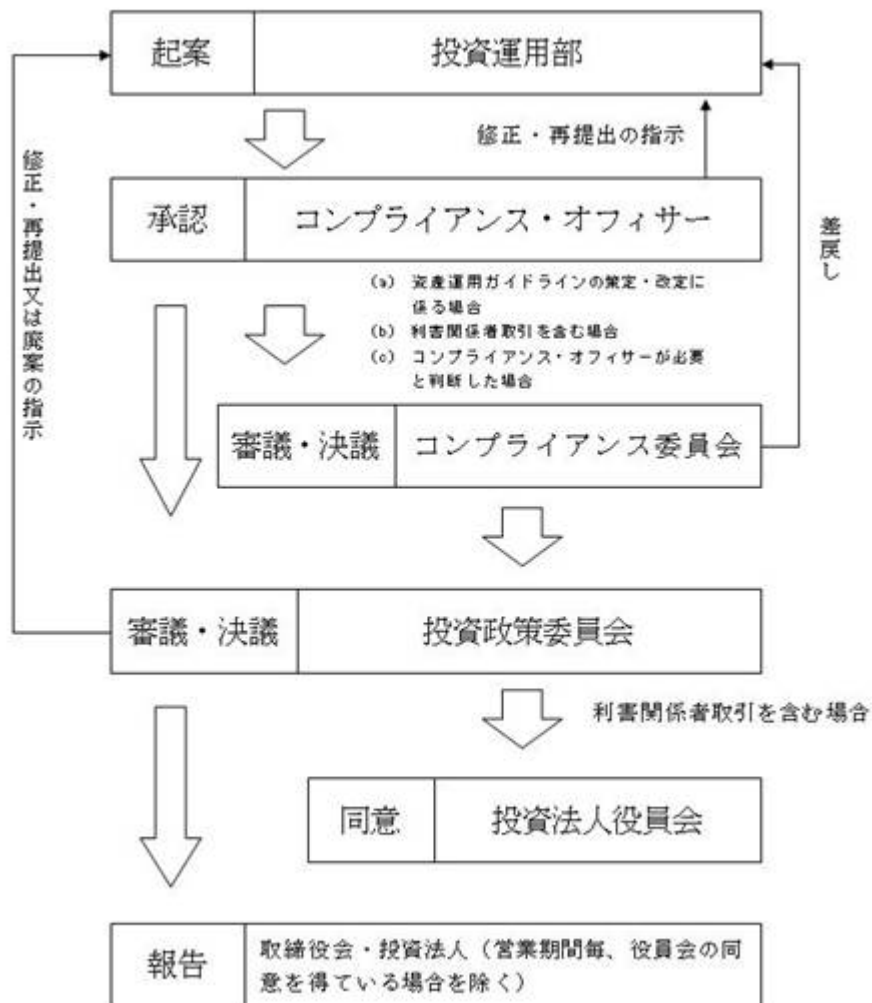 起案
投資運用部
修正・再提出の指示
承認
コンプライアンス・オフィサー
(a) 資産運用ガイドラインの策定・改定に
係る場合
(b) 利害関係者取引を含む場合
(c) コンプライアンス・オフィサーが必要
と判断した場合
審議・決議
コンプライアンス委員会
差戻し
修正・再提出又は廃案の指示
審議・決議
投資政策委員会
利害関係者取引を含む場合
同意
投資法人役員会
報告
取締役会・投資法人（営業期間毎、役員会の同
意を得ている場合を除く）